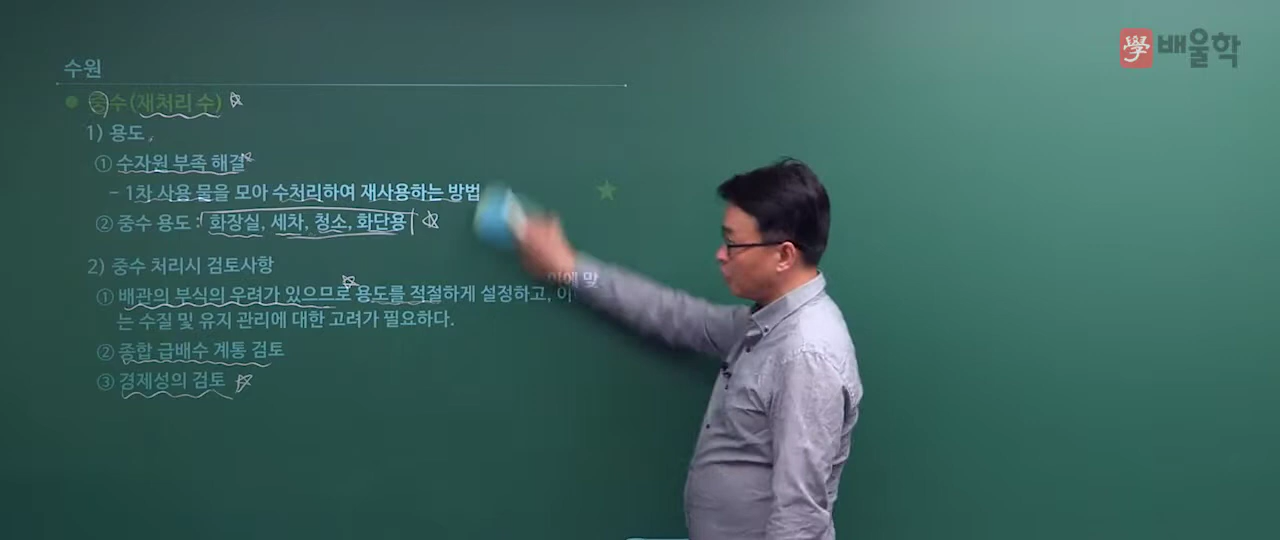 學 배울학
수원
중수(재처리 수)
1) 용도
① 수자원 부족 해결
- 1차 사용 물을 모아 수처리하여 재사용하는 방법
② 중수 용도 : 화장실, 세차, 청소, 화단용
2) 중수 처리시 검토사항
① 배관의 부식의 우려가 있으므로 용도를 적절하게 설정하고, 이에 맞
는 수질 및 유지 관리에 대한 고려가 필요하다.
② 종합 급배수 계통 검토
③ 경제성의 검토